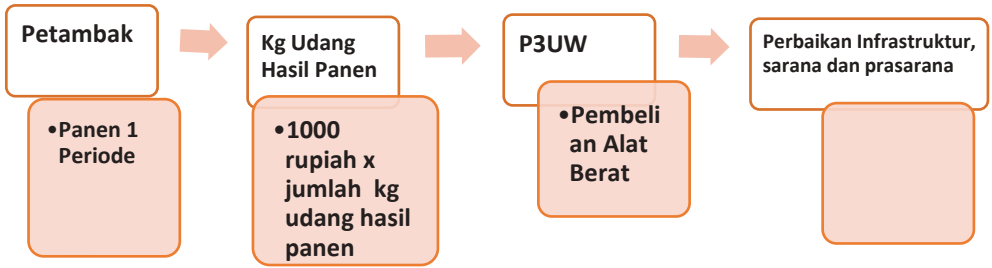 Petambak
•Panen 1
Periode
Kg Udang
Hasil Panen
•1000
rupiah x
jumlah kg
udang hasil
panen
P3UW
•Pembeli
an Alat
Berat
Perbaikan Infrastruktur,
sarana dan prasarana